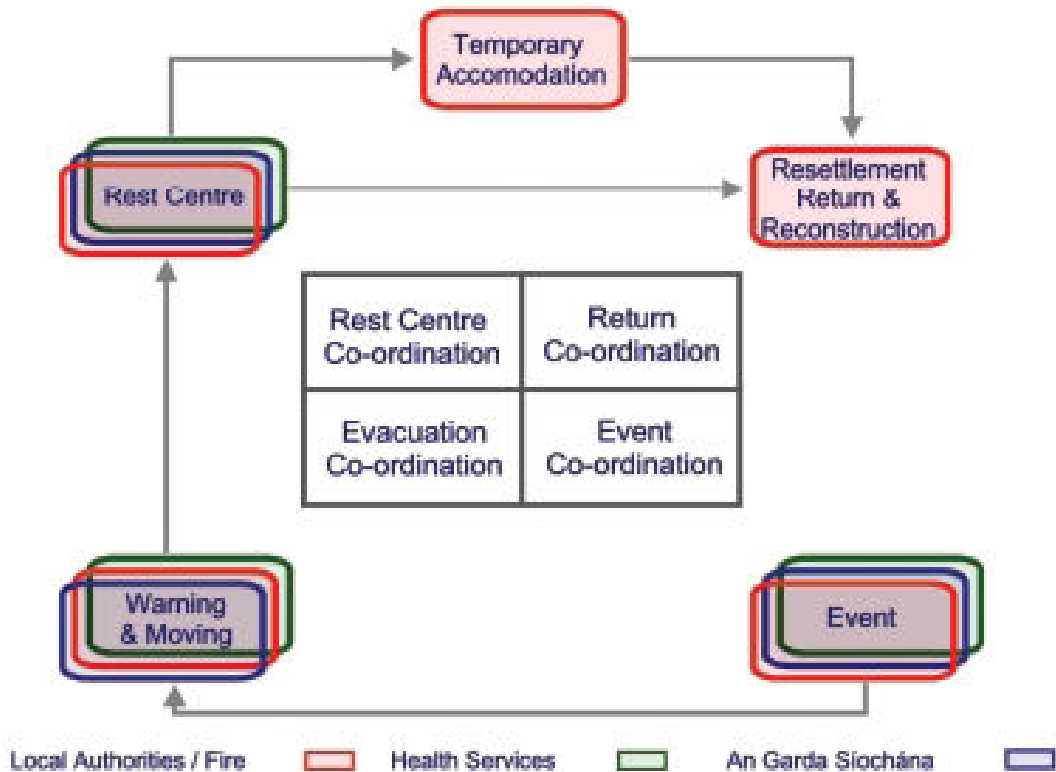 Temporary
Accomodation
Rest Centre
Resettlement
Return &
Reconstruction
Rest Centre
Co-ordination
Return
Co-ordination
Evacuation
Co-ordination
Event
Co-ordination
Warning
& Moving
Event
Local Authorities / Fire
Health Services
An Garda Síochána